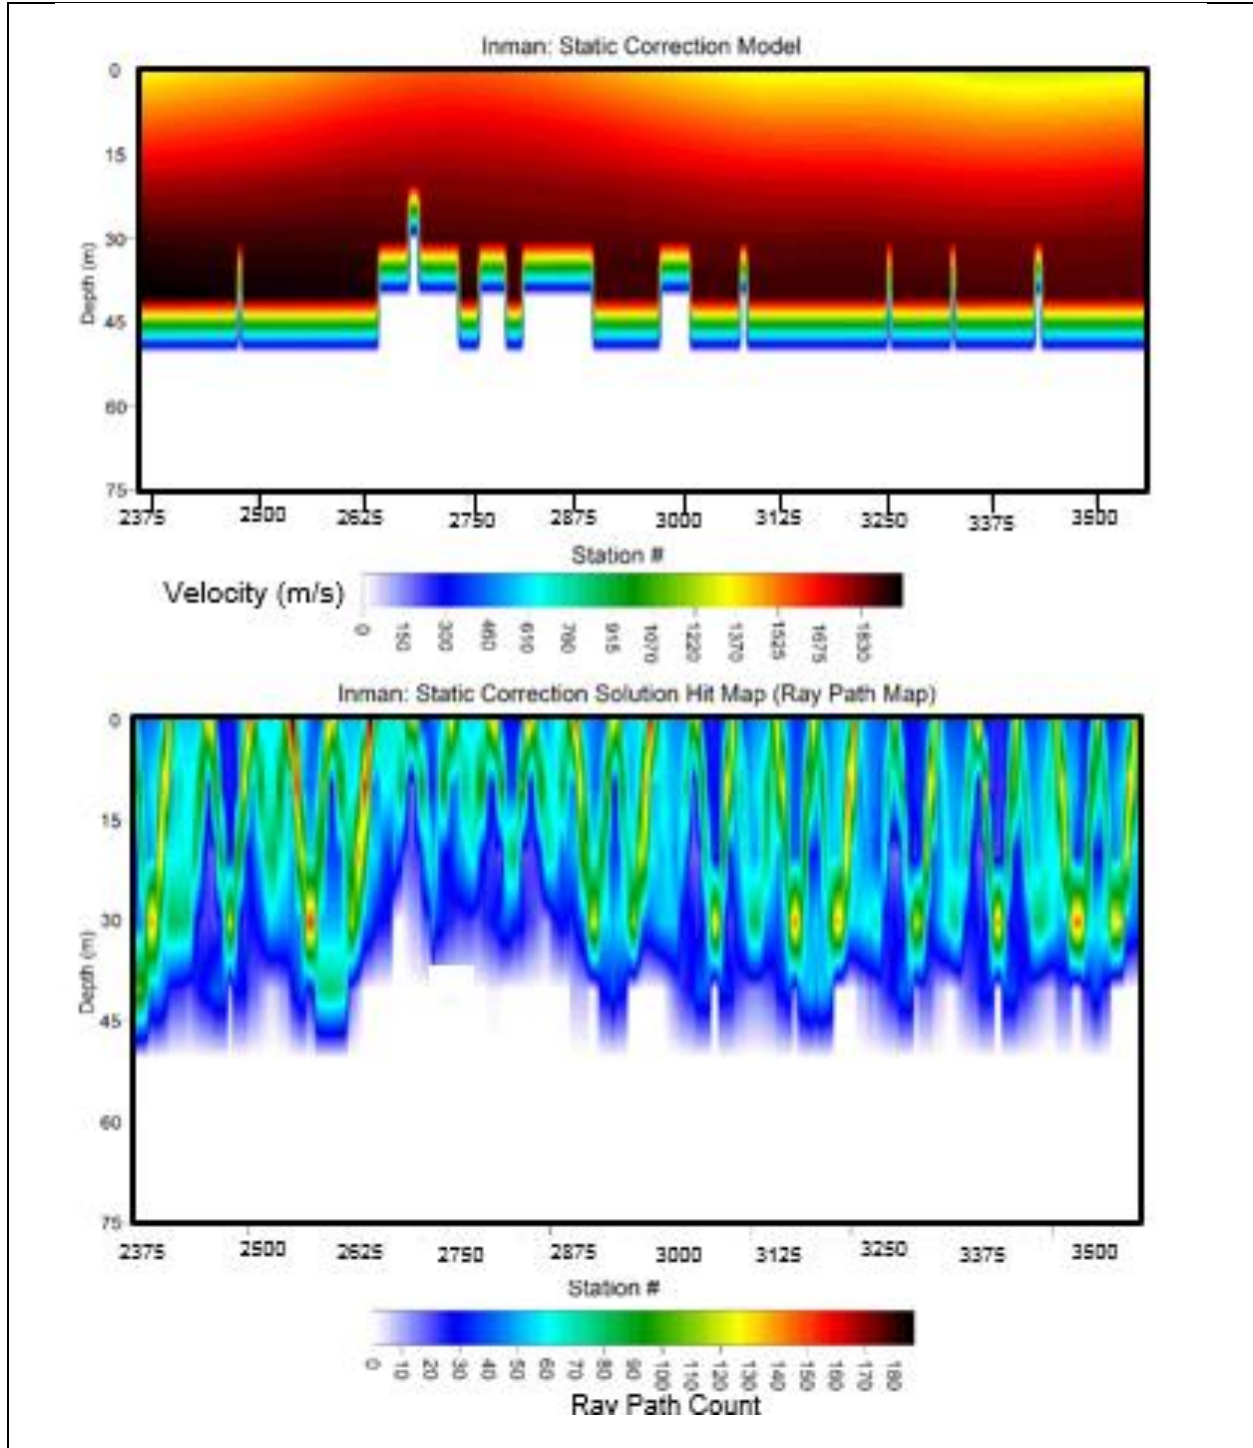 Inman: Static Correction Model
0
15
30
45
60
75
Depth (m)
2375 2500 2625 2750 2875 3000 3125 3250 3375 3500
Station #
Velocity (m/s)
0 150 300 460 610 760 915 1070 1220 1370 1525 1675 1830
Inman: Static Correction Solution Hit Map (Ray Path Map)
0
15
30
45
60
75
Depth (m)
2375 2500 2625 2750 2875 3000 3125 3250 3375 3500
Station #
0 10 20 30 40 50 60 70 80 90 100 110 120 130 140 150 160 170 180
Ray Path Count